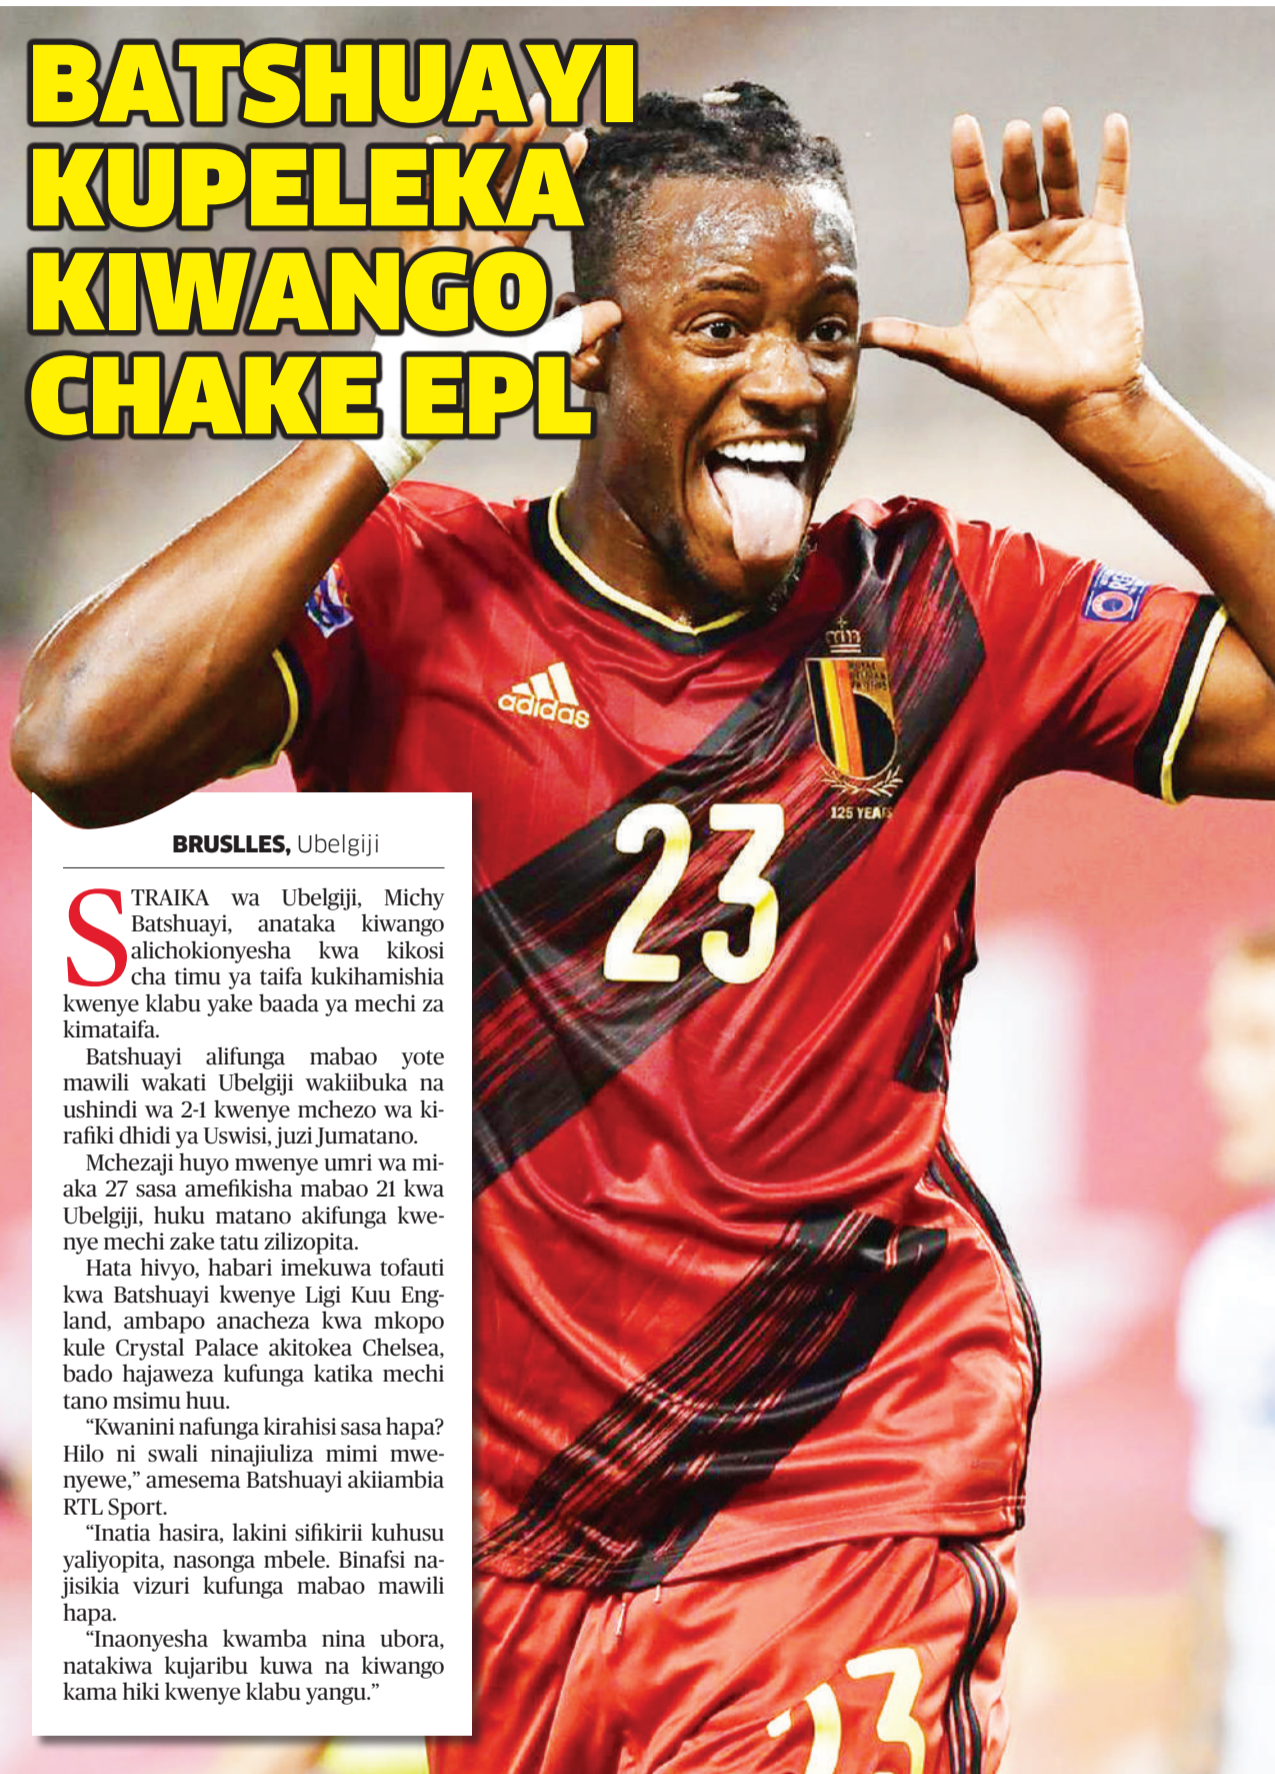 BATSHUAYI
KUPELEKA
KIWANGO
CHAKE EPL
adidas
23
125 YEARS
BRUSLLES, Ubelgiji
STRAIKA wa Ubelgiji, Michy
Batshuayi, anataka kiwango
alichokionyesha kwa kikosi
cha timu ya taifa kukihamishia
kwenye klabu yake baada ya mechi za
kimataifa.
Batshuayi alifunga mabao yote
mawili wakati Ubelgiji wakiibuka na
ushindi wa 2-1 kwenye mchezo wa ki-
rafiki dhidi ya Uswisi, juzi Jumatano.
Mchezaji huyo mwenye umri wa mi-
aka 27 sasa amefikisha mabao 21 kwa
Ubelgiji, huku matano akifunga kwe-
nye mechi zake tatu zilizopita.
Hata hivyo, habari imekuwa tofauti
kwa Batshuayi kwenye Ligi Kuu Eng-
land, ambapo anacheza kwa mkopo
kule Crystal Palace akitokea Chelsea,
bado hajaweza kufunga katika mechi
tano msimu huu.
“Kwanini nafunga kirahisi sasa hapa?
Hilo ni swali ninajiuliza mimi mwe-
nyewe,” amesema Batshuayi akiiambia
RTL Sport.
“Inatia hasira, lakini sifikirii kuhusu
yaliyopita, nasonga mbele. Binafsi na-
jisikia vizuri kufunga mabao mawili
hapa.
“Inaonyesha kwamba nina ubora,
natakiwa kujaribu kuwa na kiwango
kama hiki kwenye klabu yangu.”
23